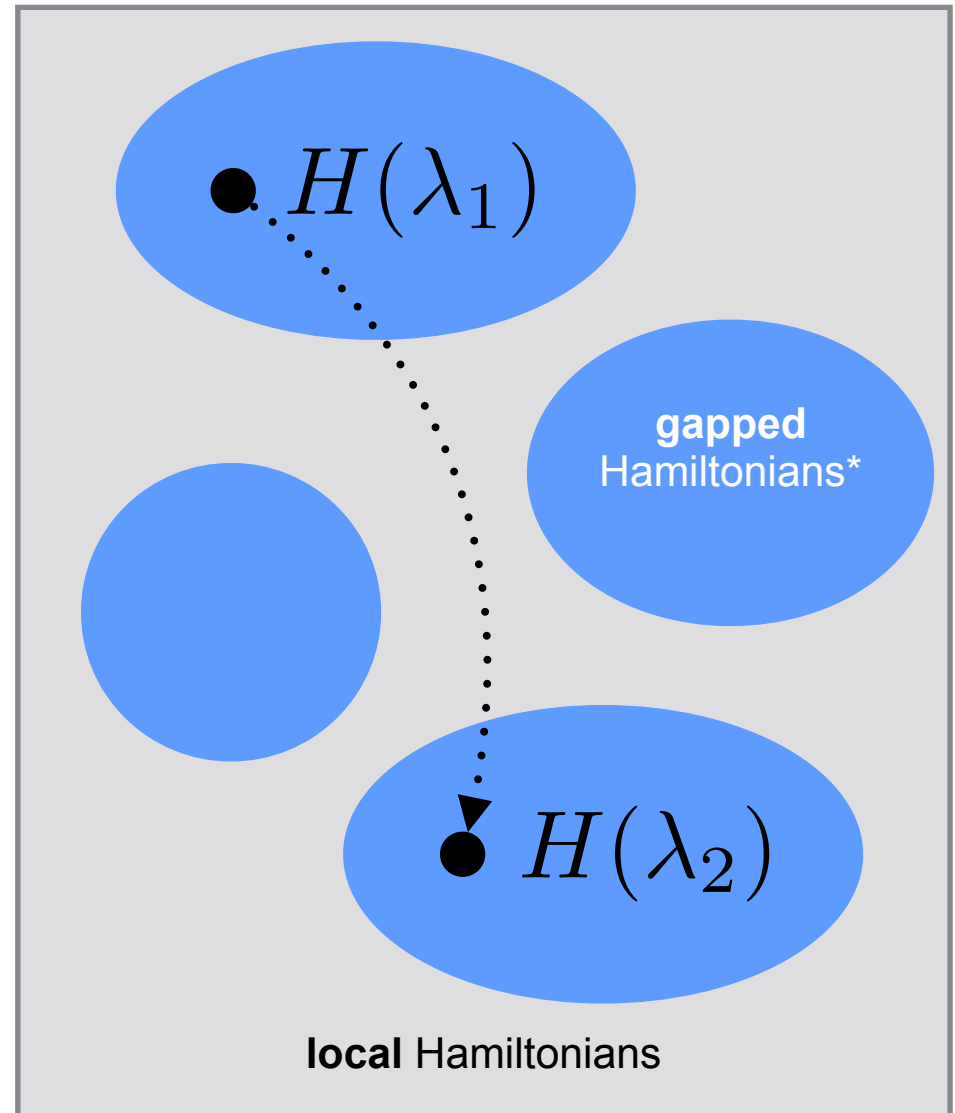 H(λ₁)
gapped
Hamiltonians*
H(λ₂)
local Hamiltonians